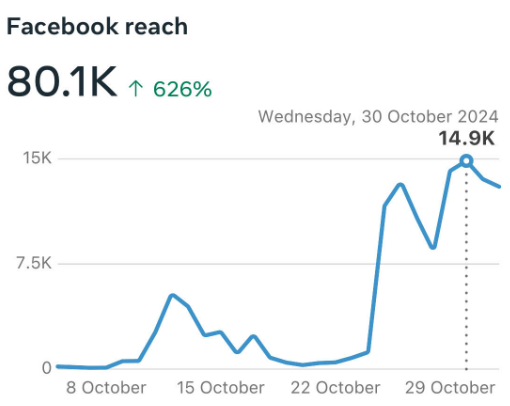 Facebook reach
80.1K ↑ 626%
Wednesday, 30 October 2024
14.9K
15K
7.5K
0
8 October 15 October 22 October 29 October